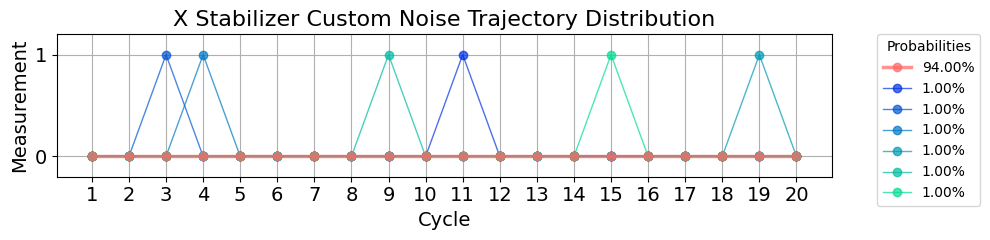 X Stabilizer Custom Noise Trajectory Distribution
Measurement
1
0
1 2 3 4 5 6 7 8 9 10 11 12 13 14 15 16 17 18 19 20
Cycle
Probabilities
94.00%
1.00%
1.00%
1.00%
1.00%
1.00%
1.00%